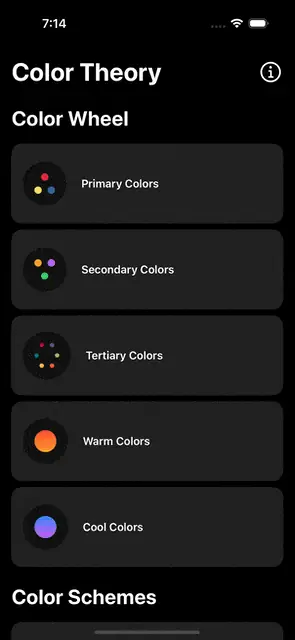 7:14
Color Theory
Color Wheel
Primary Colors
Secondary Colors
Tertiary Colors
Warm Colors
Cool Colors
Color Schemes